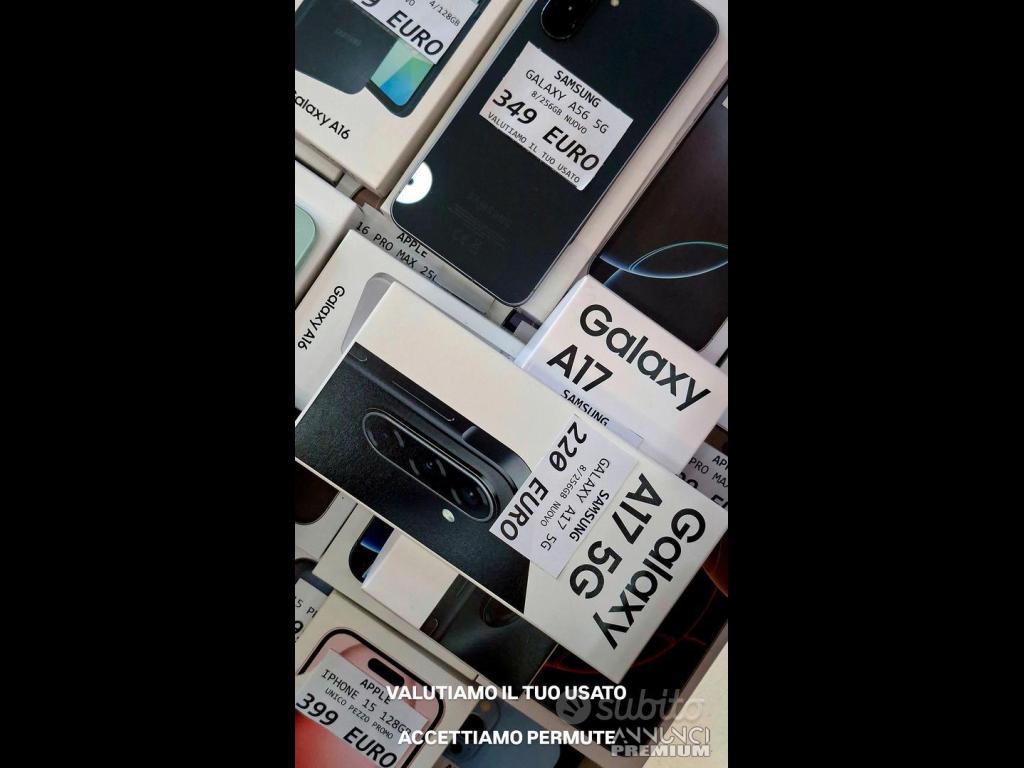 4/128GB
9 EURO
Galaxy A16
SAMSUNG
SAMSUNG
GALAXY A56 5G
8/256GB NUOVO
349 EURO
VALUTIAMO IL TUO USATO
SAMSUNG
APPLE
16 PRO MAX
Galaxy A16
Galaxy
A17
SAMSUNG
SAMSUNG
GALAXY A17 5G
8/256GB NUOVO
220 EURO
Galaxy
A17 5G
PRO
APPLE
IPHONE 15 128GB
UNICO PEZZO PROMO
399 EURO
VALUTIAMO IL TUO USATO
ACCETTIAMO PERMUTE
subito
ANNUNCI
PREMIUM